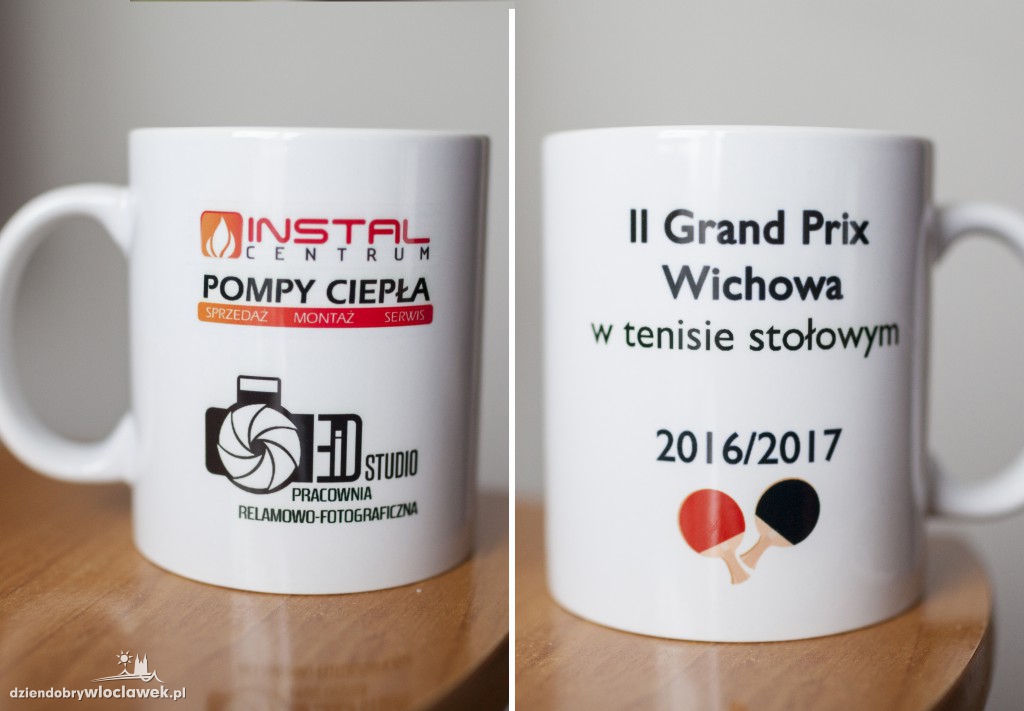 INSTAL
CENTRUM
POMPY CIEPŁA
SPRZEDAŻ MONTAŻ SERWIS
STUDIO
PRACOWNIA
RELAMOWO-FOTOGRAFICZNA
dziendobrywloclawek.pl
II Grand Prix
Wichowa
w tenisie stołowym
2016/2017